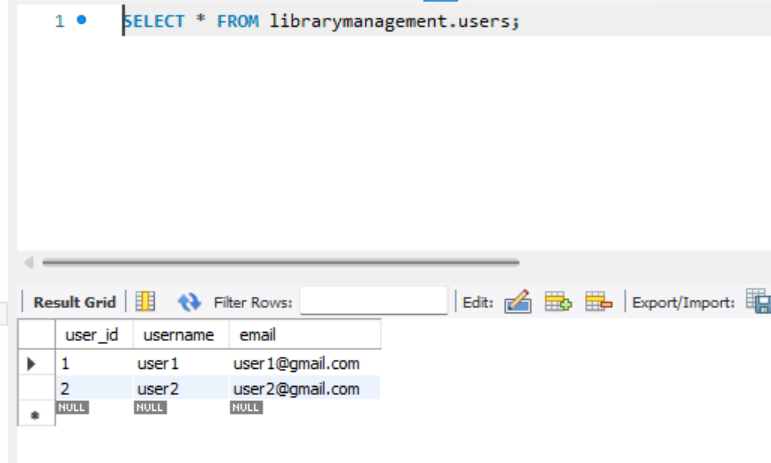 1 SELECT * FROM librarymanagement.users;
Result Grid Filter Rows: Edit: Export/Import:
user_id username email
1 user1 user1@gmail.com
2 user2 user2@gmail.com
NULL NULL NULL